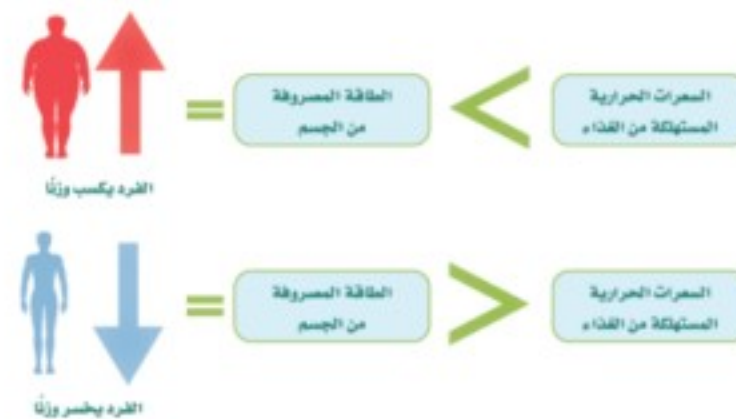 السعرات الحرارية
المستهلكة من الغذاء
<
الطاقة المصروفة
من الجسم
=
الفرد يكسب وزنًا
السعرات الحرارية
المستهلكة من الغذاء
>
الطاقة المصروفة
من الجسم
=
الفرد يخسر وزنًا